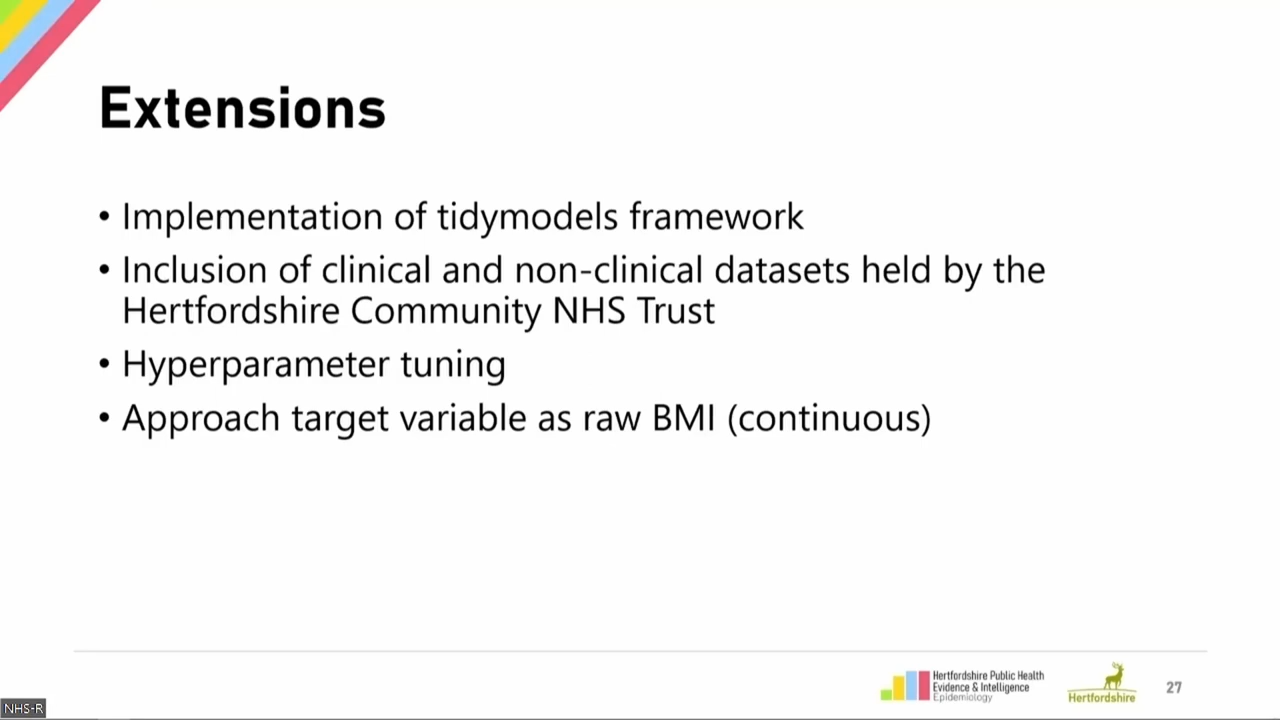 Extensions
• Implementation of tidymodels framework
• Inclusion of clinical and non-clinical datasets held by the
Hertfordshire Community NHS Trust
• Hyperparameter tuning
• Approach target variable as raw BMI (continuous)
Hertfordshire Public Health
Evidence & Intelligence
Epidemiology
Hertfordshire
27
NHS-R